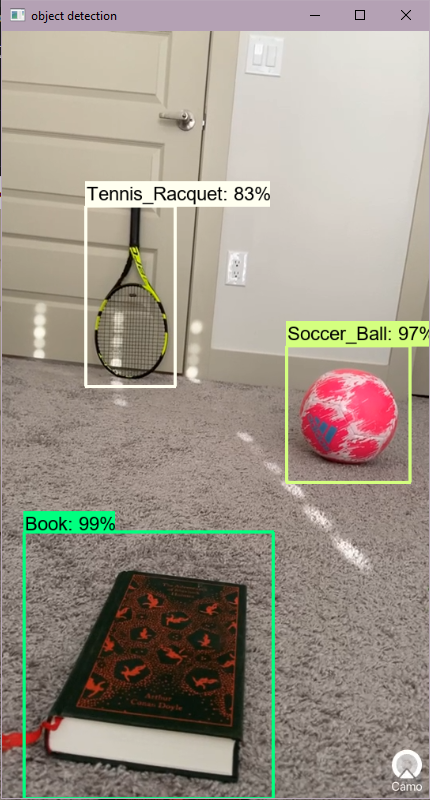 object detection
Tennis_Racquet: 83%
Soccer_Ball: 97%
Book: 99%
Arthur
Conan Doyle
Camo